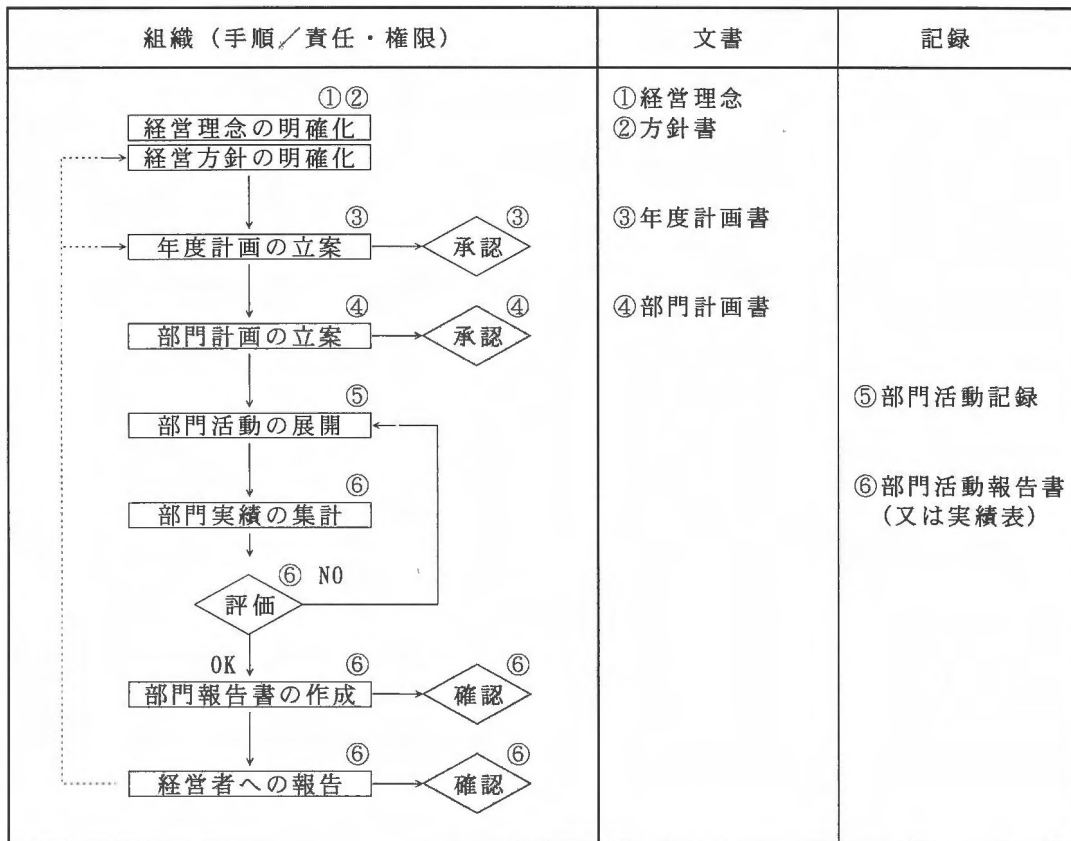 組織（手順／責任・権限）
文書
記録
①②
経営理念の明確化
経営方針の明確化
①経営理念
②方針書
③
年度計画の立案
③
承認
③年度計画書
④
部門計画の立案
④
承認
④部門計画書
⑤
部門活動の展開
⑤部門活動記録
⑥
部門実績の集計
⑥部門活動報告書
（又は実績表）
⑥ NO
評価
OK
⑥
部門報告書の作成
⑥
確認
⑥
経営者への報告
⑥
確認